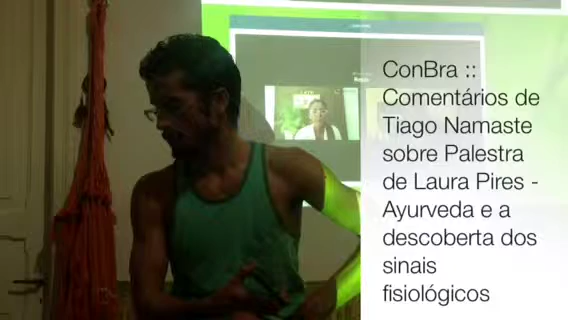 ConBra ::
Comentários de
Tiago Namaste
sobre Palestra
de Laura Pires -
Ayurveda e a
descoberta dos
sinais
fisiológicos